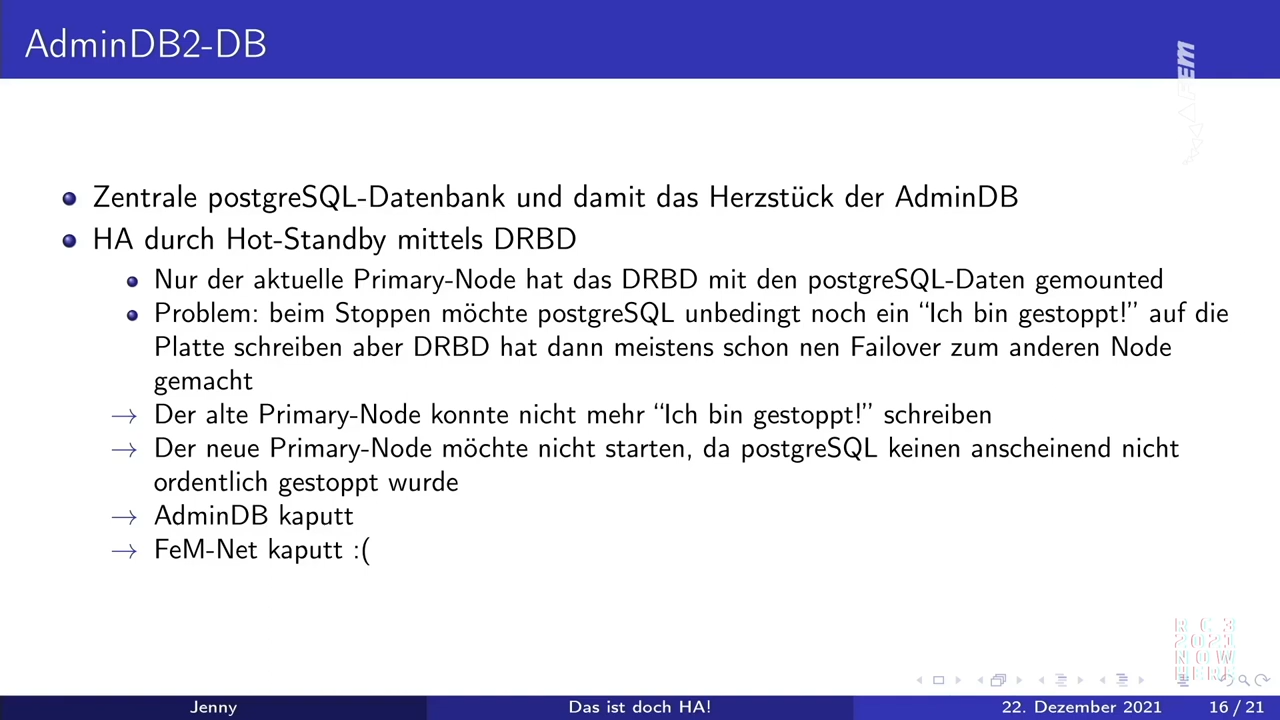 AdminDB2-DB
FEm
Zentrale postgreSQL-Datenbank und damit das Herzstück der AdminDB
HA durch Hot-Standby mittels DRBD
Nur der aktuelle Primary-Node hat das DRBD mit den postgreSQL-Daten gemounted
Problem: beim Stoppen möchte postgreSQL unbedingt noch ein “Ich bin gestoppt!” auf die
Platte schreiben aber DRBD hat dann meistens schon nen Failover zum anderen Node
gemacht
→ Der alte Primary-Node konnte nicht mehr “Ich bin gestoppt!” schreiben
→ Der neue Primary-Node möchte nicht starten, da postgreSQL keinen anscheinend nicht
ordentlich gestoppt wurde
→ AdminDB kaputt
→ FeM-Net kaputt :(
RC3
2021
NOW
HERE
Jenny Das ist doch HA! 22. Dezember 2021 16 / 21